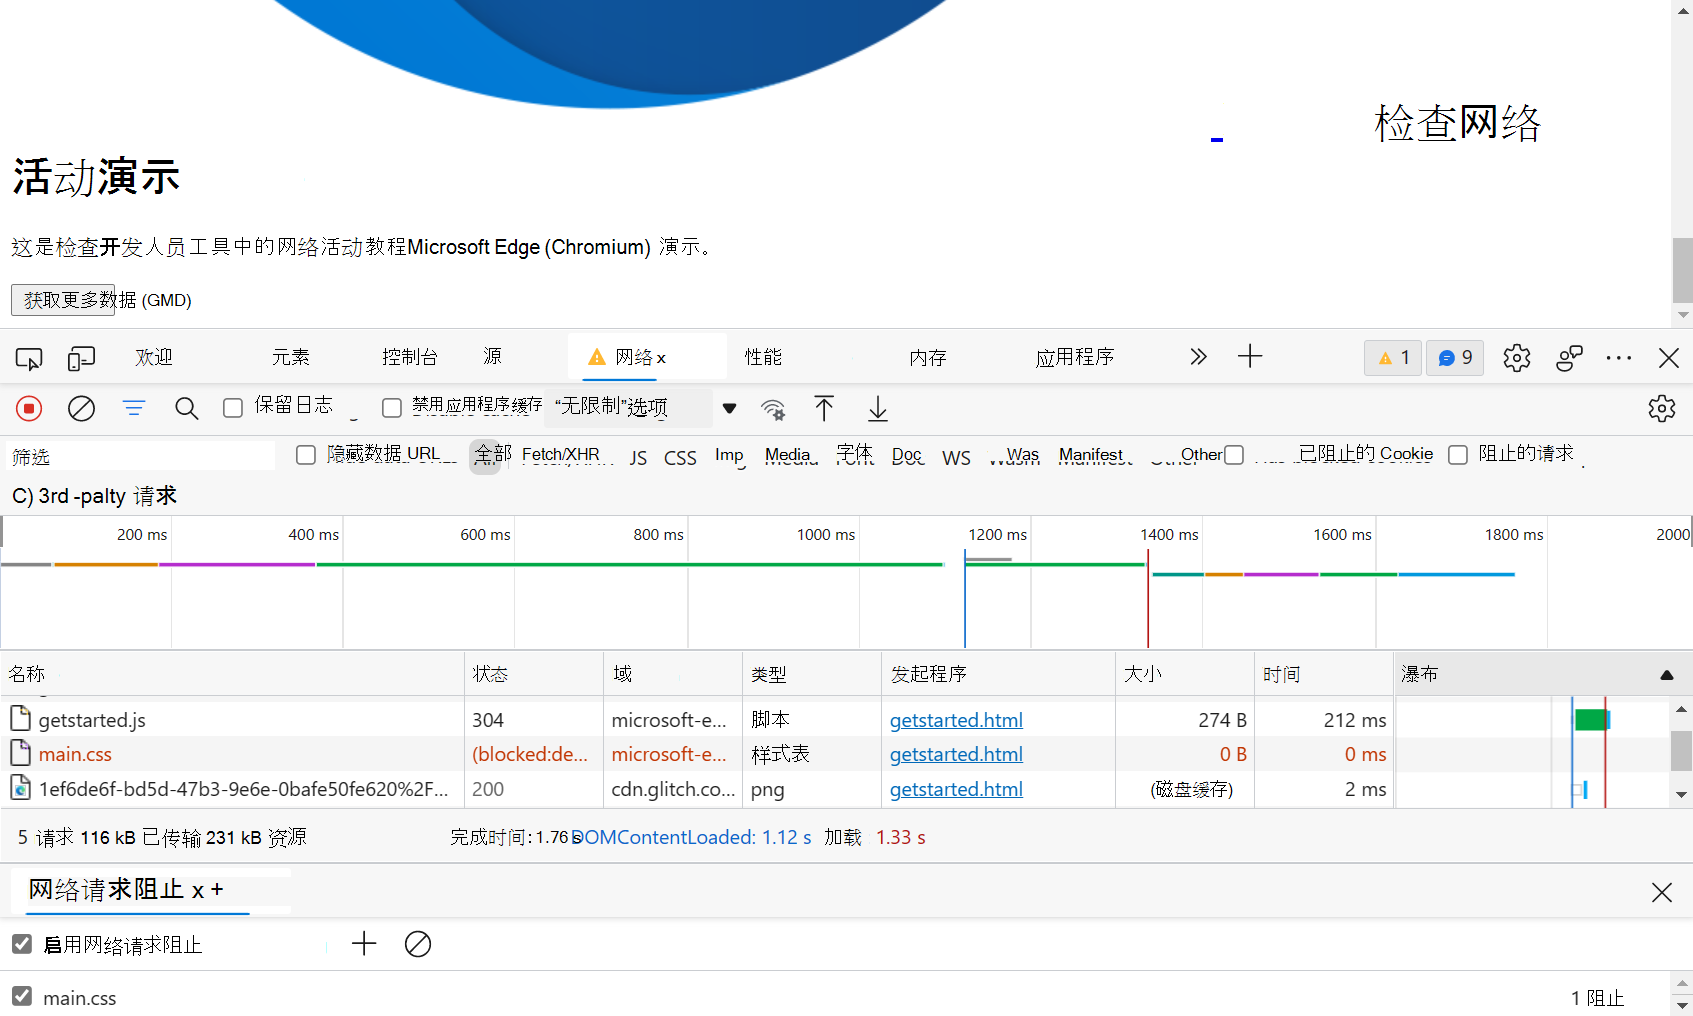 检查网络
活动演示
这是检查开发人员工具中的网络活动教程Microsoft Edge (Chromium) 演示。
获取更多数据 (GMD)
欢迎 元素 控制台 源 网络 x 性能 内存 应用程序 1 9
保留日志 禁用应用程序缓存 “无限制”选项
筛选 隐藏数据 URL 全部 Fetch/XHR JS CSS Img Media 字体 Doc WS Was Manifest Other 已阻止的 Cookie 阻止的请求
C) 3rd -palty 请求
200 ms 400 ms 600 ms 800 ms 1000 ms 1200 ms 1400 ms 1600 ms 1800 ms 2000
名称 状态 域 类型 发起程序 大小 时间 瀑布
getstarted.js 304 microsoft-e... 脚本 getstarted.html 274 B 212 ms
main.css (blocked:de... microsoft-e... 样式表 getstarted.html 0 B 0 ms
1ef6de6f-bd5d-47b3-9e6e-0bafe50fe620%2F... 200 cdn.glitch.co... png getstarted.html (磁盘缓存) 2 ms
5 请求 116 kB 已传输 231 kB 资源 完成时间: 1.76 s DOMContentLoaded: 1.12 s 加载 1.33 s
网络请求阻止 x +
启用网络请求阻止
main.css 1 阻止